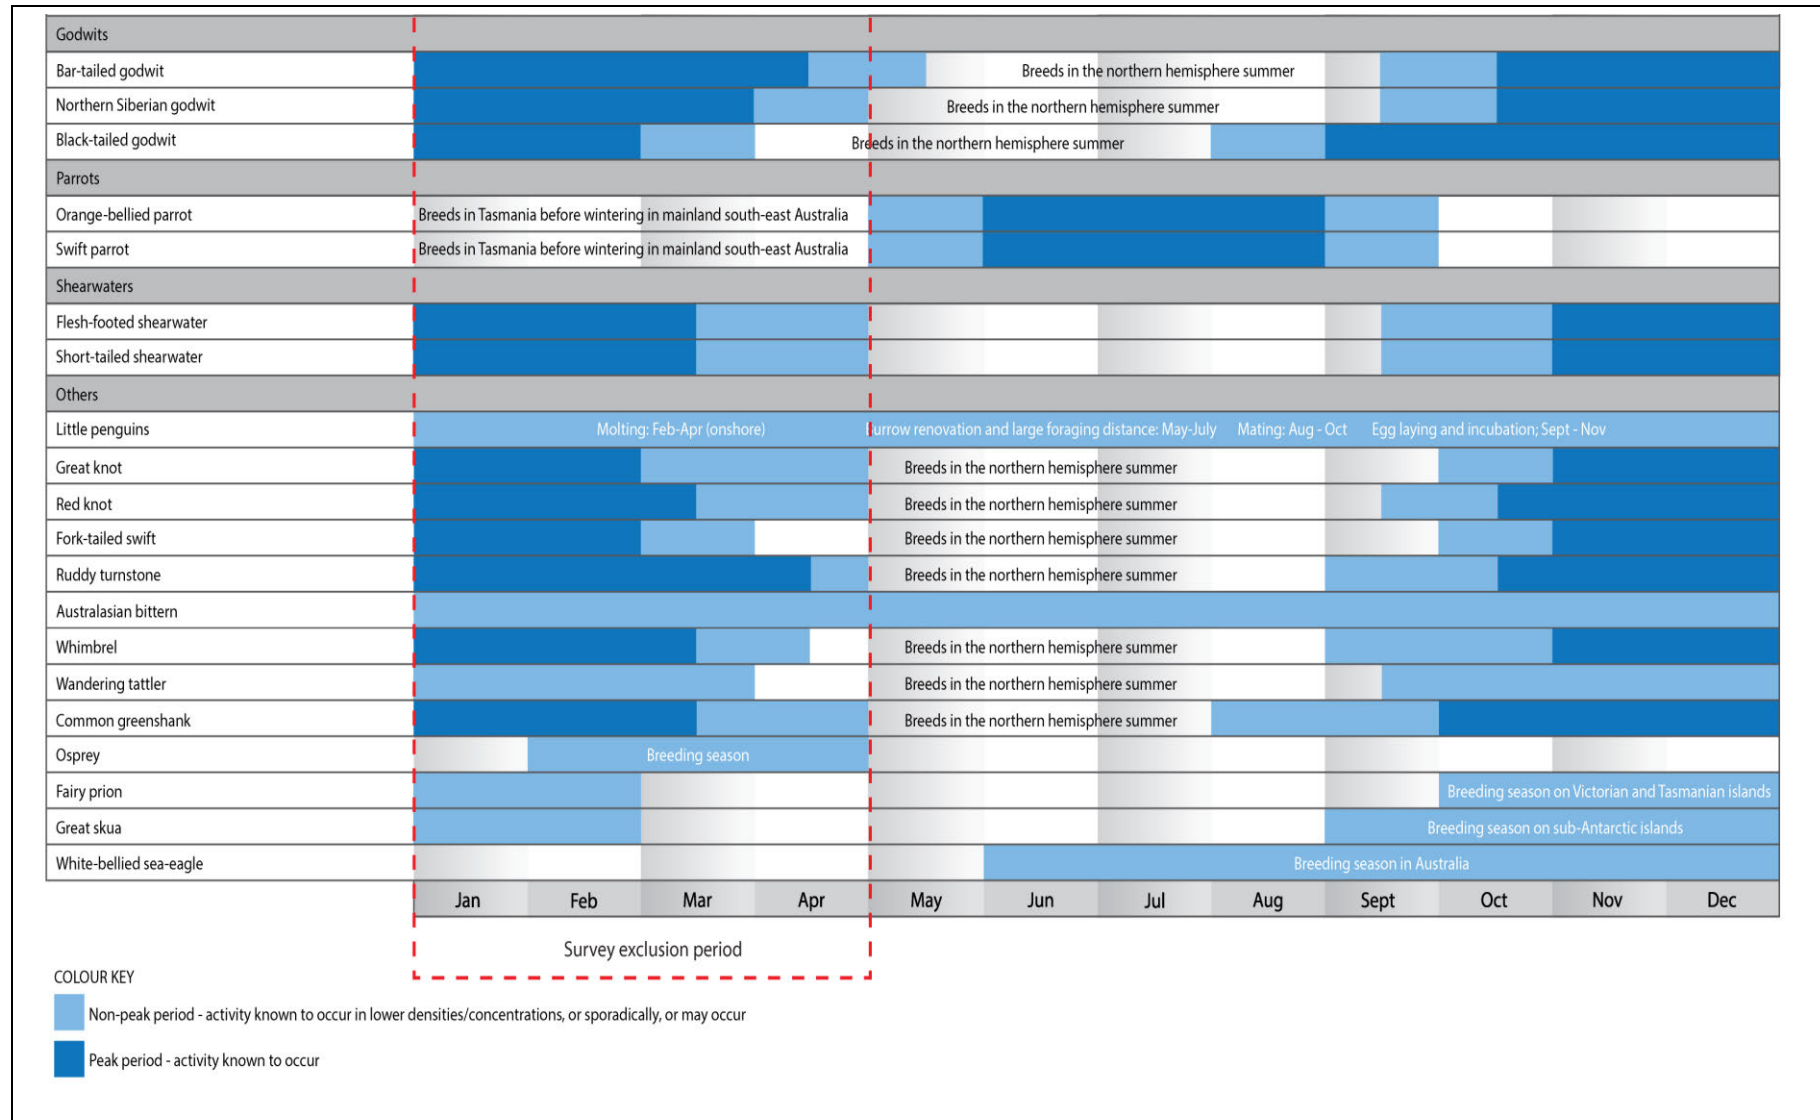 Godwits
Bar-tailed godwit Breeds in the northern hemisphere summer
Northern Siberian godwit Breeds in the northern hemisphere summer
Black-tailed godwit Breeds in the northern hemisphere summer
Parrots
Orange-bellied parrot Breeds in Tasmania before wintering in mainland south-east Australia
Swift parrot Breeds in Tasmania before wintering in mainland south-east Australia
Shearwaters
Flesh-footed shearwater
Short-tailed shearwater
Others
Little penguins Molting: Feb-Apr (onshore) Burrow renovation and large foraging distance: May-July Mating: Aug - Oct Egg laying and incubation; Sept - Nov
Great knot Breeds in the northern hemisphere summer
Red knot Breeds in the northern hemisphere summer
Fork-tailed swift Breeds in the northern hemisphere summer
Ruddy turnstone Breeds in the northern hemisphere summer
Australasian bittern
Whimbrel Breeds in the northern hemisphere summer
Wandering tattler Breeds in the northern hemisphere summer
Common greenshank Breeds in the northern hemisphere summer
Osprey Breeding season
Fairy prion Breeding season on Victorian and Tasmanian islands
Great skua Breeding season on sub-Antarctic islands
White-bellied sea-eagle Breeding season in Australia
Jan Feb Mar Apr May Jun Jul Aug Sept Oct Nov Dec
Survey exclusion period
COLOUR KEY
Non-peak period - activity known to occur in lower densities/concentrations, or sporadically, or may occur
Peak period - activity known to occur